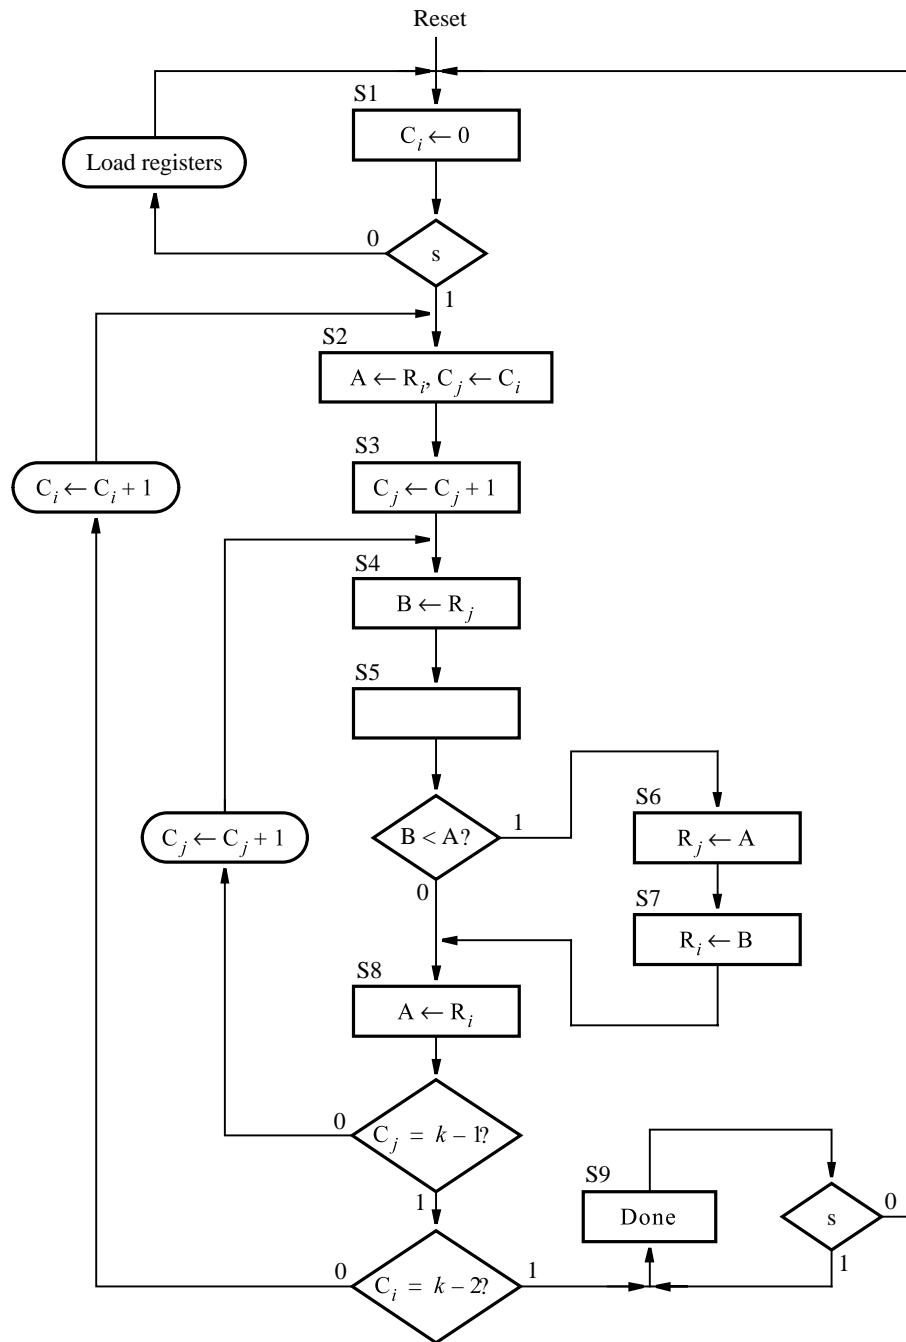 Reset
S1
C_i ← 0
Load registers
0
s
1
S2
A ← R_i, C_j ← C_i
S3
C_i ← C_i + 1
C_j ← C_j + 1
S4
B ← R_j
S5
S6
C_j ← C_j + 1
B < A?
1
R_j ← A
0
S7
R_i ← B
S8
A ← R_i
0
C_j = k – 1?
1
S9
Done
s
0
1
0
C_i = k – 2?
1